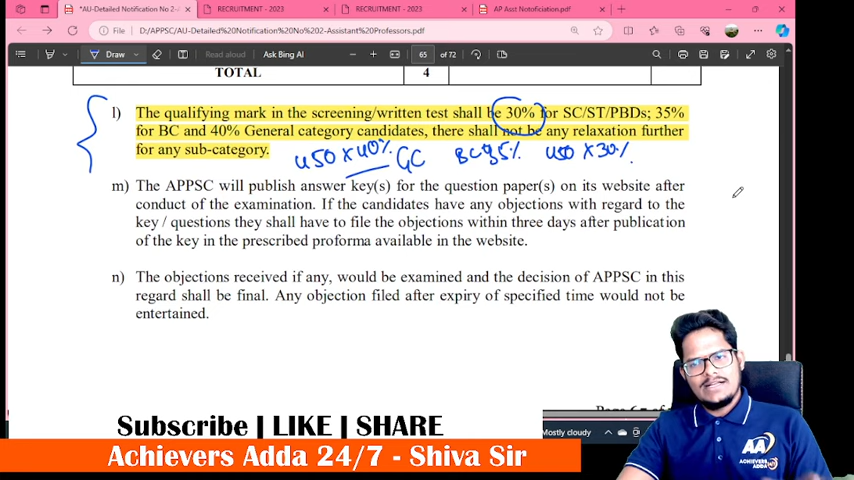 *AU-Detailed Notification No 2-A
RECRUITMENT - 2023
RECRUITMENT - 2023
AP Asst Notoficiation.pdf
File
D:/APPSC/AU-Detailed%20Notification%20No%202-Assistant%20Professors.pdf
Draw
Read aloud
Ask Bing AI
65
of 72
TOTAL 4
l) The qualifying mark in the screening/written test shall be 30% for SC/ST/PBDs; 35%
for BC and 40% General category candidates, there shall not be any relaxation further
for any sub-category.
450 X 40% GC BC 35% 450 X 30%
m) The APPSC will publish answer key(s) for the question paper(s) on its website after
conduct of the examination. If the candidates have any objections with regard to the
key / questions they shall have to file the objections within three days after publication
of the key in the prescribed proforma available in the website.
n) The objections received if any, would be examined and the decision of APPSC in this
regard shall be final. Any objection filed after expiry of specified time would not be
entertained.
Mostly cloudy
Subscribe | LIKE | SHARE
Achievers Adda 24/7 - Shiva Sir
AA
ACHIEVERS
ADDA